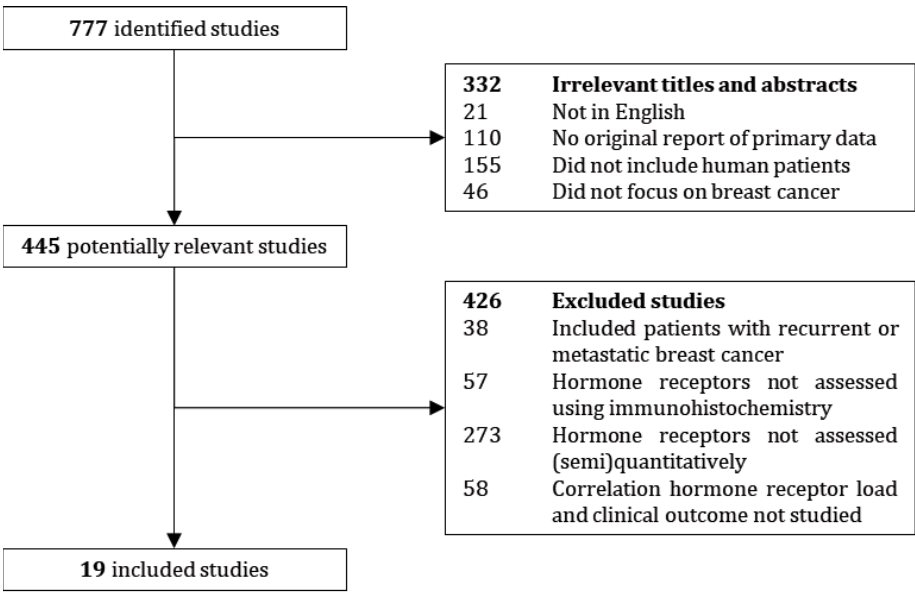 777 identified studies
332 Irrelevant titles and abstracts
21 Not in English
110 No original report of primary data
155 Did not include human patients
46 Did not focus on breast cancer
445 potentially relevant studies
426 Excluded studies
38 Included patients with recurrent or
metastatic breast cancer
57 Hormone receptors not assessed
using immunohistochemistry
273 Hormone receptors not assessed
(semi)quantitatively
58 Correlation hormone receptor load
and clinical outcome not studied
19 included studies